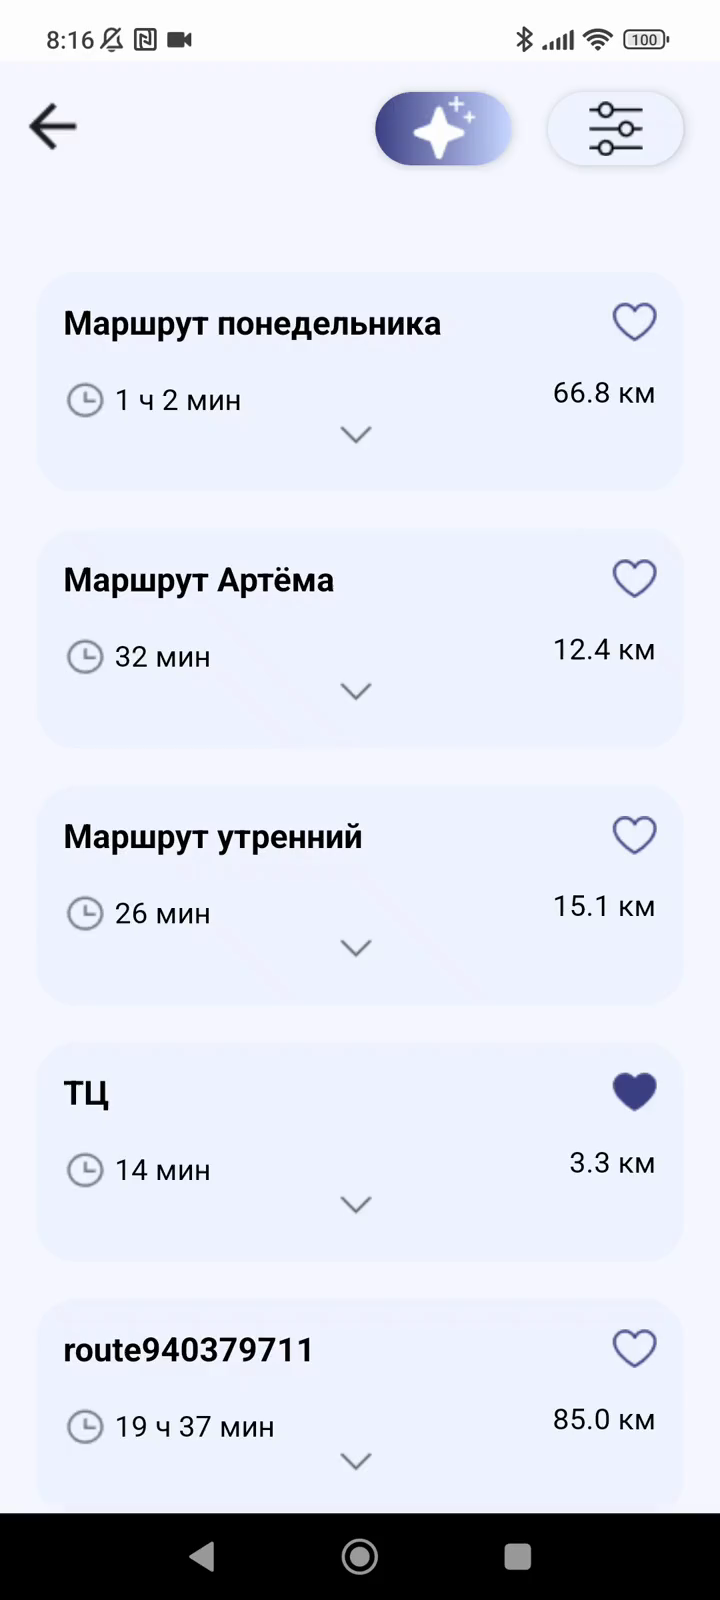 8:16
100
Маршрут понедельника
1 ч 2 мин
66.8 км
Маршрут Артёма
32 мин
12.4 км
Маршрут утренний
26 мин
15.1 км
ТЦ
14 мин
3.3 км
route940379711
19 ч 37 мин
85.0 км